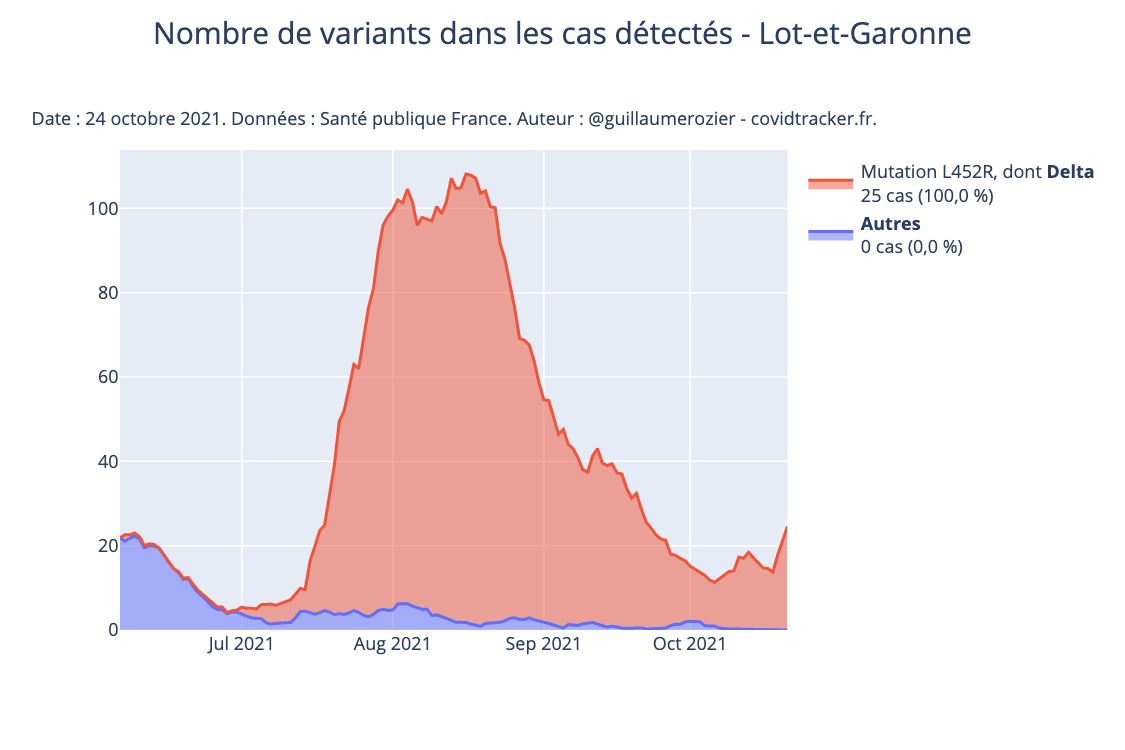 Nombre de variants dans les cas détectés - Lot-et-Garonne
Date : 24 octobre 2021. Données : Santé publique France. Auteur : @guillaumerozier - covidtracker.fr.
Mutation L452R, dont Delta
25 cas (100,0 %)
Autres
0 cas (0,0 %)
100
80
60
40
20
0
Jul 2021 Aug 2021 Sep 2021 Oct 2021